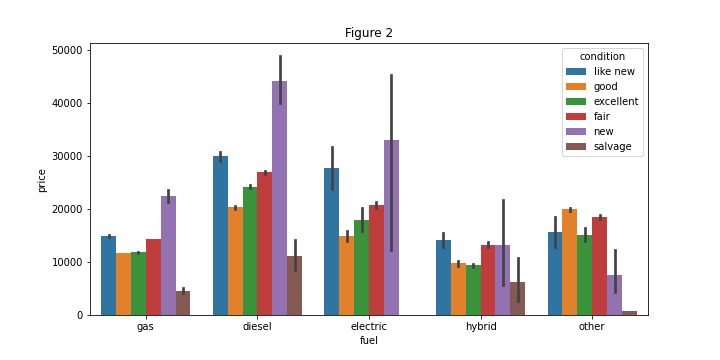 Figure 2
50000
40000
30000
20000
10000
0
price
gas diesel electric hybrid other
fuel
condition
like new
good
excellent
fair
new
salvage